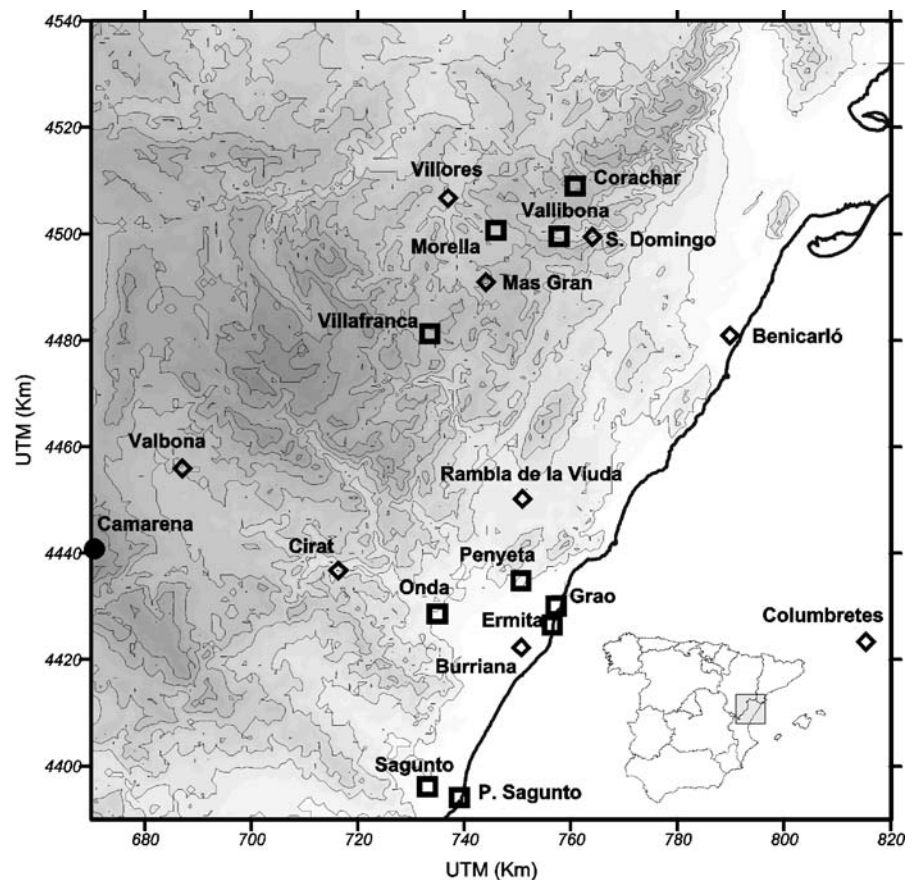 4540
4520
Villores
Corachar
Vallibona
4500
Morella
S. Domingo
Mas Gran
Villafranca
4480
Benicarló
UTM (Km)
4460
Valbona
Rambla de la Viuda
Camarena
4440
Cirat
Penyeta
Onda
Grao
Ermita
Columbretes
4420
Burriana
4400
Sagunto
P. Sagunto
680 700 720 740 760 780 800 820
UTM (Km)